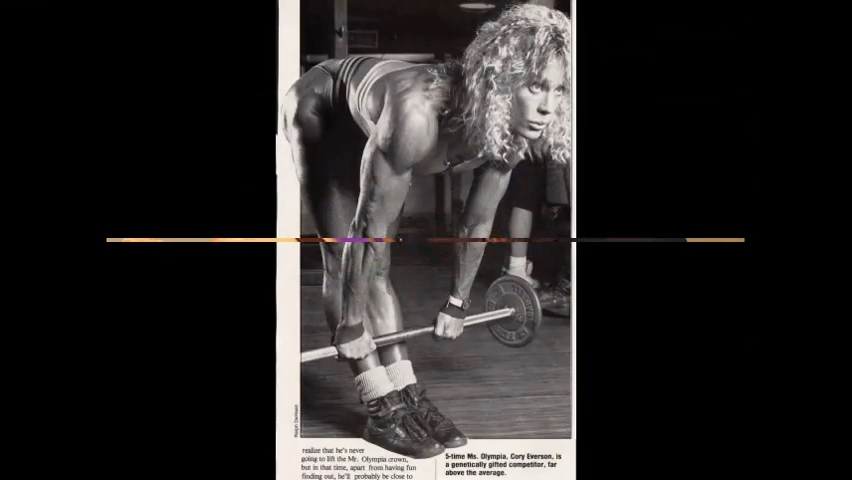 Ralph DeHaan
realize that he's never
going to lift the Mr. Olympia crown,
but in that time, apart from having fun
finding out, he'll probably be close to
5-time Ms. Olympia, Cory Everson, is
a genetically gifted competitor, far
above the average.